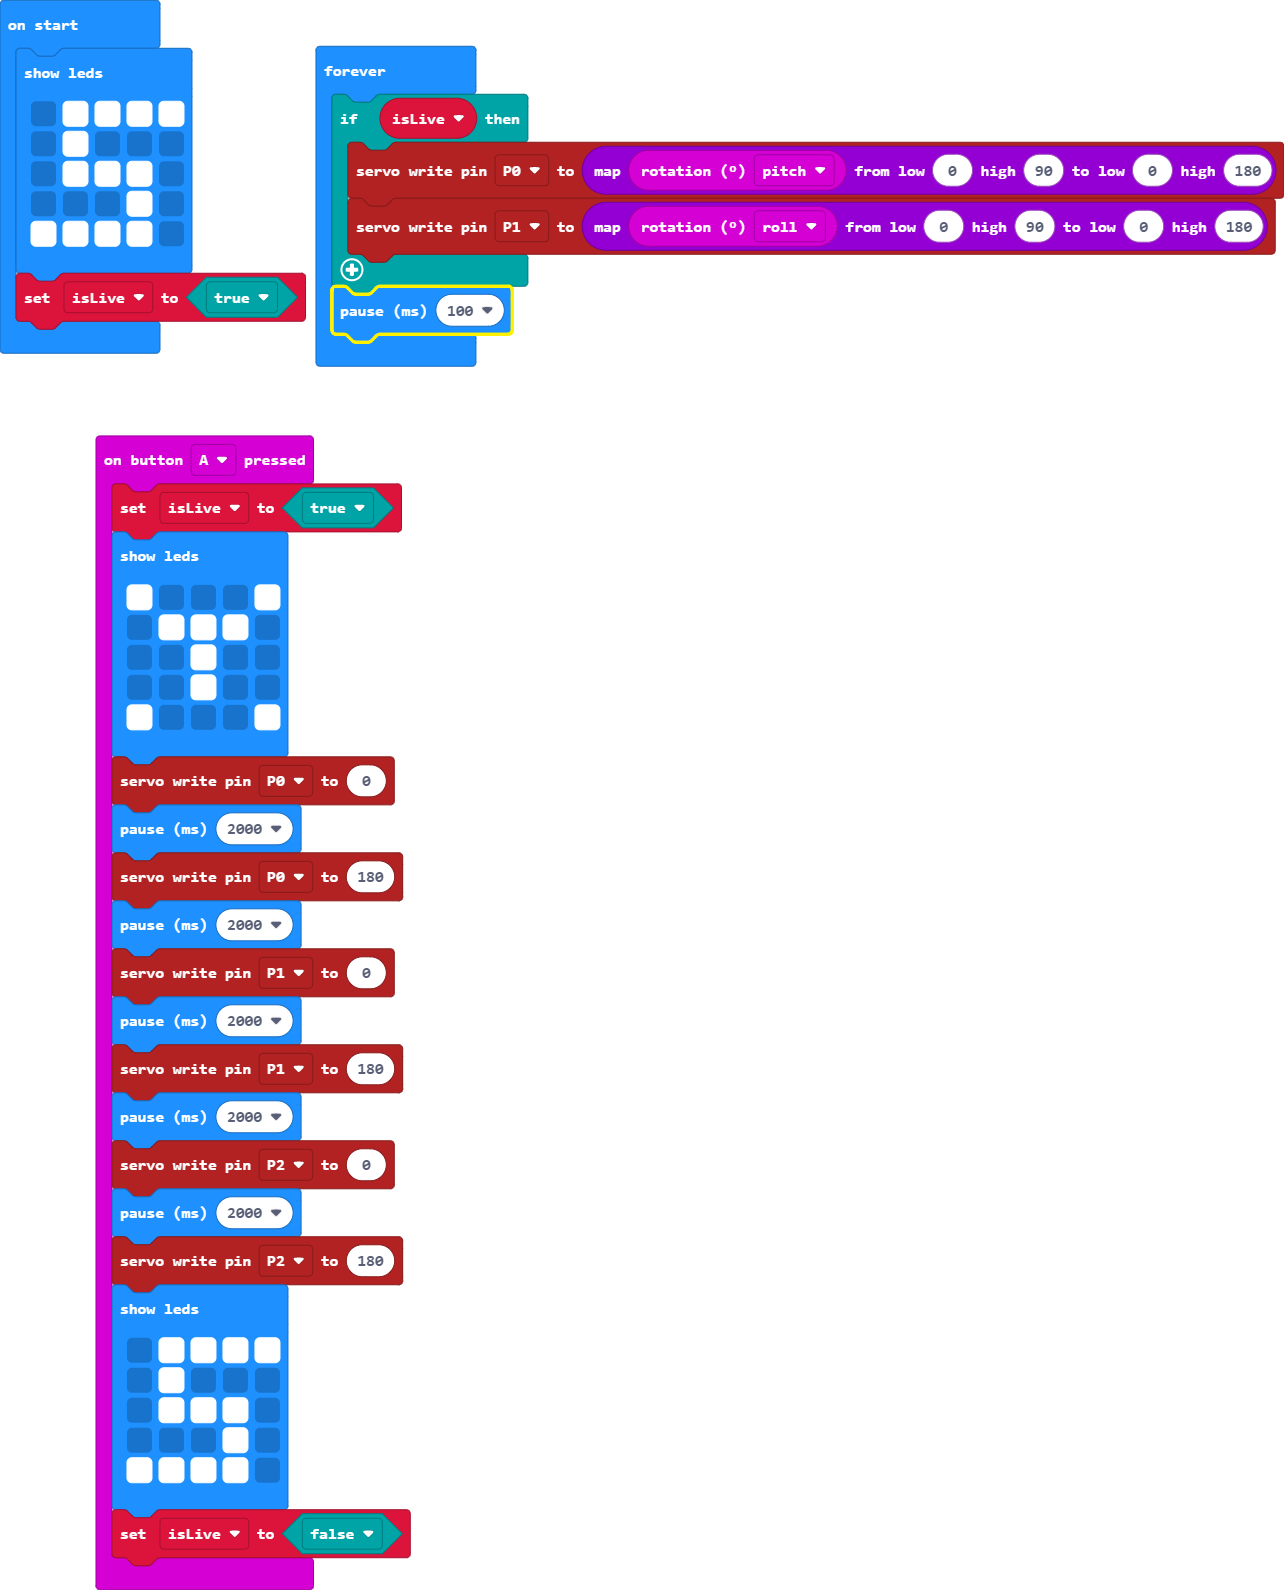 on start
show leds
set isLive to true
forever
if isLive then
servo write pin P0 to map rotation (º) pitch from low 0 high 90 to low 0 high 180
servo write pin P1 to map rotation (º) roll from low 0 high 90 to low 0 high 180
pause (ms) 100
on button A pressed
set isLive to true
show leds
servo write pin P0 to 0
pause (ms) 2000
servo write pin P0 to 180
pause (ms) 2000
servo write pin P1 to 0
pause (ms) 2000
servo write pin P1 to 180
pause (ms) 2000
servo write pin P2 to 0
pause (ms) 2000
servo write pin P2 to 180
show leds
set isLive to false